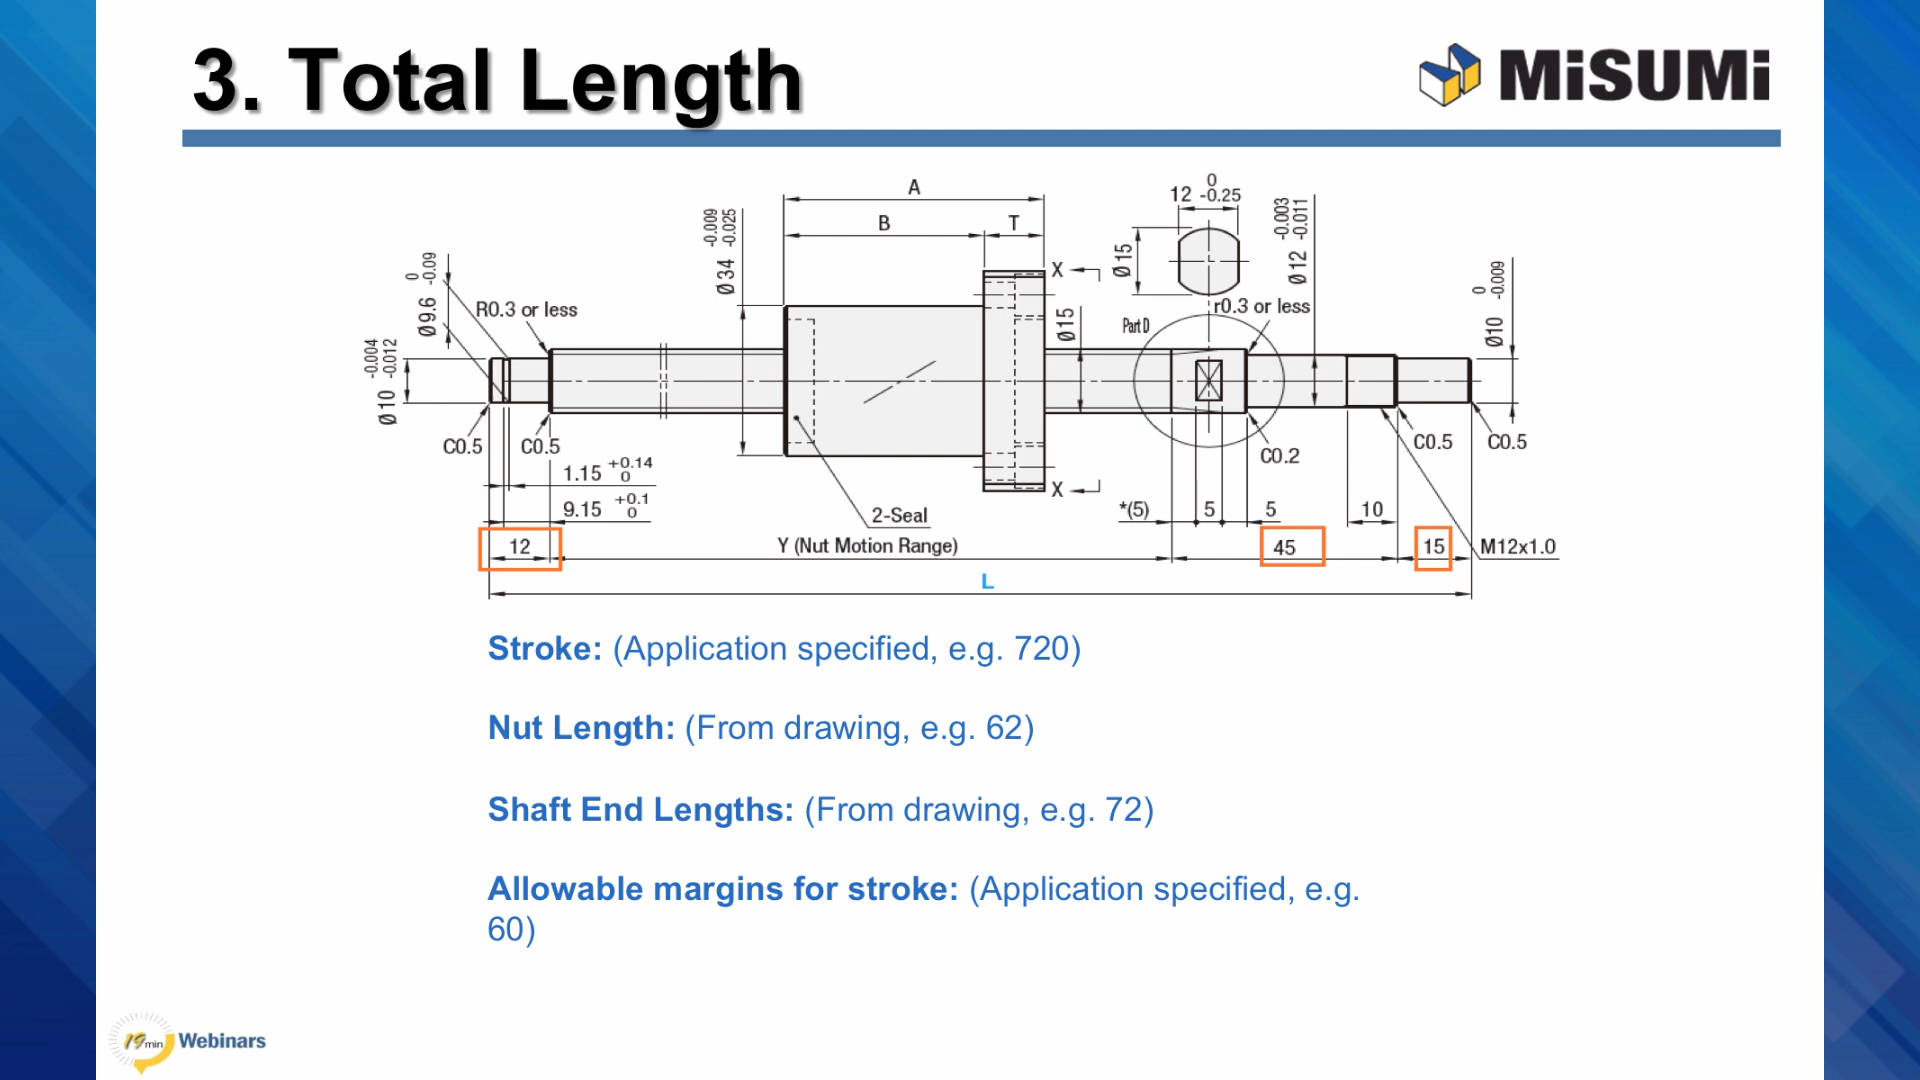 3. Total Length
MiSUMi
A
B
T
12 0 -0.25
Ø34 -0.009 -0.025
Ø15
Ø12 -0.003 -0.011
X
Ø9.6 0 -0.09
R0.3 or less
r0.3 or less
Part D
Ø15
Ø10 0 -0.009
Ø10 -0.004 -0.012
C0.5
C0.5
C0.5
C0.5
C0.2
1.15 +0.14 0
X
9.15 +0.1 0
2-Seal
*(5)
5
5
10
12
Y (Nut Motion Range)
45
15
M12x1.0
L
Stroke: (Application specified, e.g. 720)
Nut Length: (From drawing, e.g. 62)
Shaft End Lengths: (From drawing, e.g. 72)
Allowable margins for stroke: (Application specified, e.g.
60)
19min Webinars